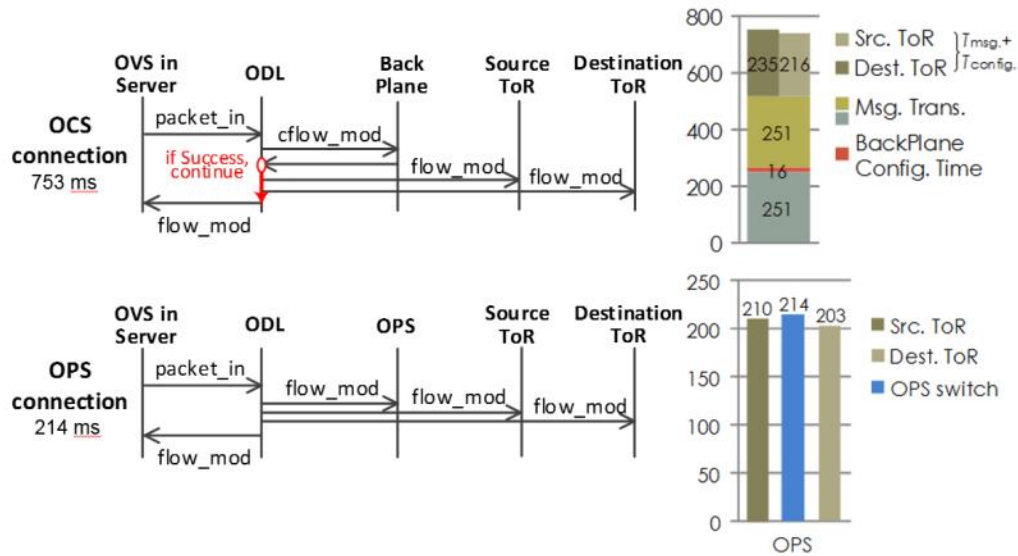 OCS
connection
753 ms
OVS in
Server
ODL
Back
Plane
Source
ToR
Destination
ToR
packet_in
cflow_mod
if Success,
continue
flow_mod
flow_mod
flow_mod
800
600
400
200
0
235
216
251
16
251
Src. ToR
Dest. ToR
Tmsg.+
Tconfig.
Msg. Trans.
BackPlane
Config. Time
OPS
connection
214 ms
OVS in
Server
ODL
OPS
Source
ToR
Destination
ToR
packet_in
flow_mod
flow_mod
flow_mod
flow_mod
250
200
150
100
50
0
210
214
203
OPS
Src. ToR
Dest. ToR
OPS switch